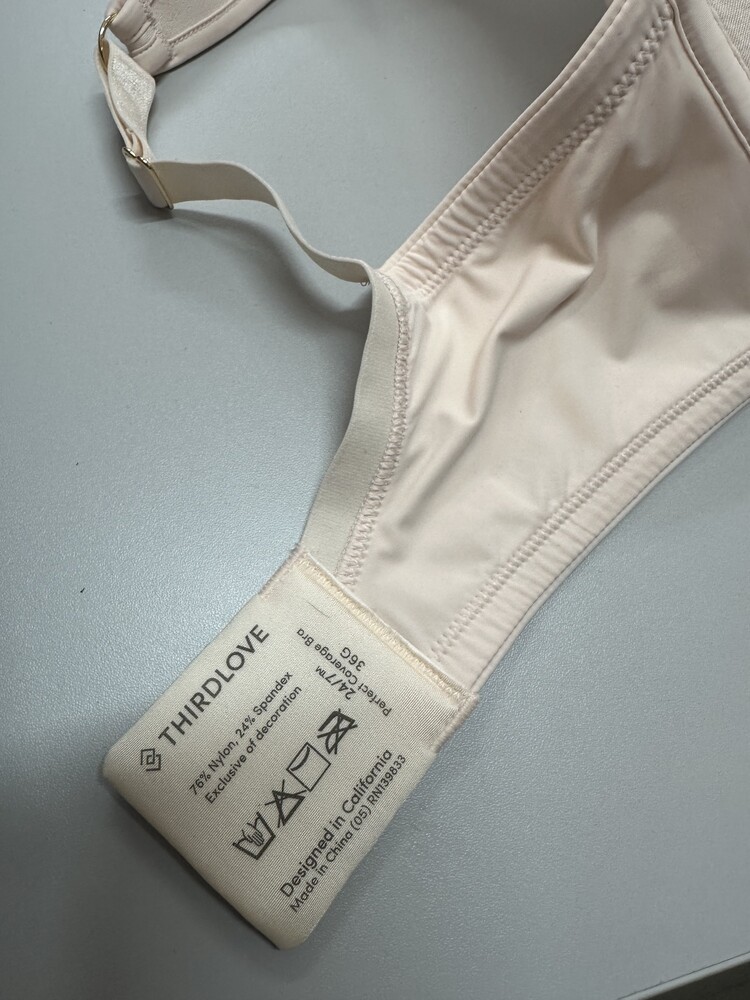 THIRDLOVE
24/7™
Perfect Coverage Bra
36G
76% Nylon, 24% Spandex
Exclusive of decoration
Designed in California
Made in China (05) RN139833